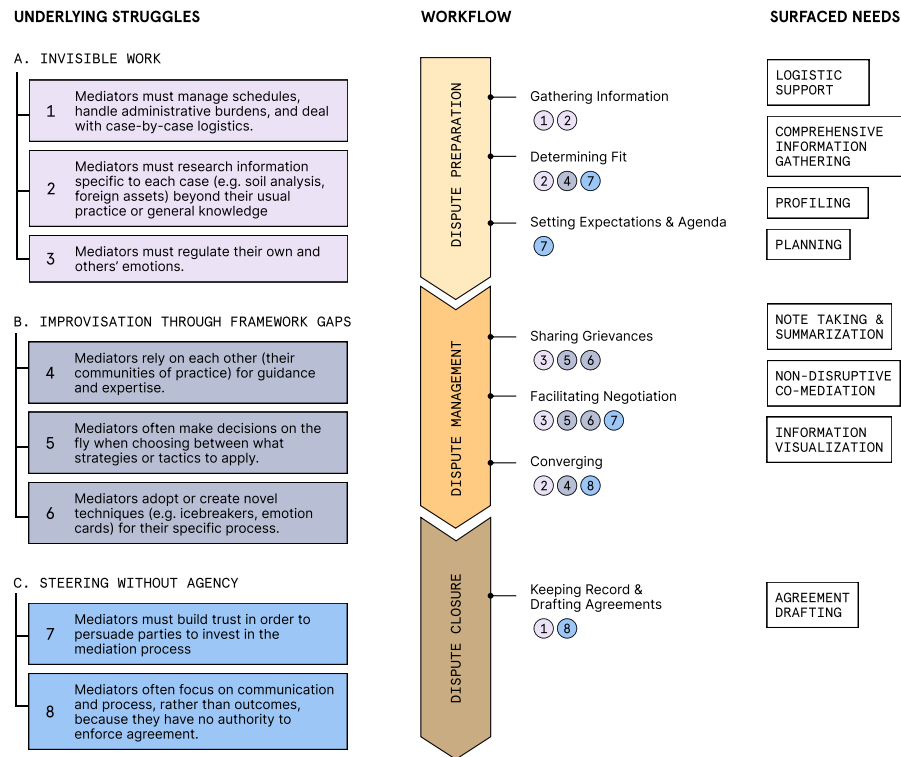 UNDERLYING STRUGGLES
A. INVISIBLE WORK
1
Mediators must manage schedules,
handle administrative burdens, and deal
with case-by-case logistics.
2
Mediators must research information
specific to each case (e.g. soil analysis,
foreign assets) beyond their usual
practice or general knowledge
3
Mediators must regulate their own and
others' emotions.
B. IMPROVISATION THROUGH FRAMEWORK GAPS
4
Mediators rely on each other (their
communities of practice) for guidance
and expertise.
5
Mediators often make decisions on the
fly when choosing between what
strategies or tactics to apply.
6
Mediators adopt or create novel
techniques (e.g. icebreakers, emotion
cards) for their specific process.
C. STEERING WITHOUT AGENCY
7
Mediators must build trust in order to
persuade parties to invest in the
mediation process
8
Mediators often focus on communication
and process, rather than outcomes,
because they have no authority to
enforce agreement.
WORKFLOW
DISPUTE PREPARATION
Gathering Information
1 2
Determining Fit
2 4 7
Setting Expectations & Agenda
7
DISPUTE MANAGEMENT
Sharing Grievances
3 5 6
Facilitating Negotiation
3 5 6 7
Converging
2 4 8
DISPUTE CLOSURE
Keeping Record &
Drafting Agreements
1 8
SURFACED NEEDS
LOGISTIC
SUPPORT
COMPREHENSIVE
INFORMATION
GATHERING
PROFILING
PLANNING
NOTE TAKING &
SUMMARIZATION
NON-DISRUPTIVE
CO-MEDIATION
INFORMATION
VISUALIZATION
AGREEMENT
DRAFTING